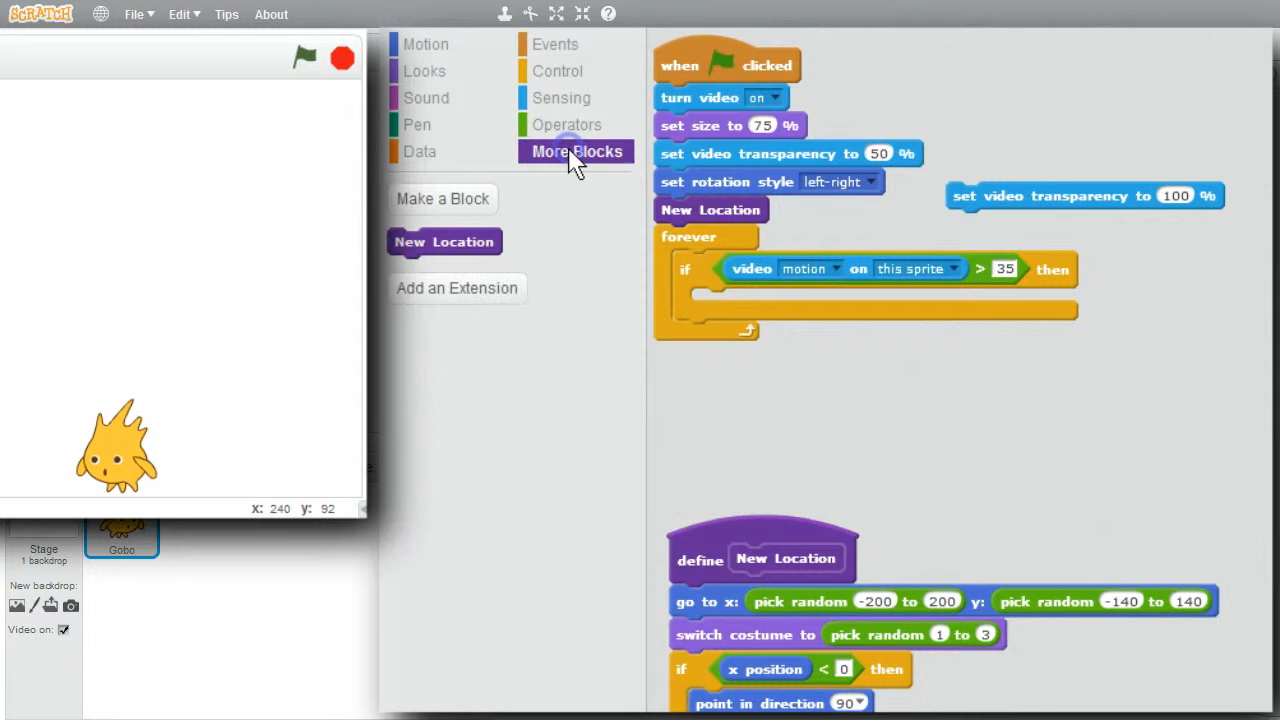 SCRATCH File Edit Tips About
Motion Events
Looks Control
Sound Sensing
Pen Operators
Data More Blocks
Make a Block
New Location
Add an Extension
when clicked
turn video on
set size to 75 %
set video transparency to 50 %
set rotation style left-right
set video transparency to 100 %
New Location
forever
if video motion on this sprite > 35 then
define New Location
go to x: pick random -200 to 200 y: pick random -140 to 140
switch costume to pick random 1 to 3
if x position < 0 then
point in direction 90
x: 240 y: 92
Stage
1 backdrop
Gobo
New backdrop:
Video on: